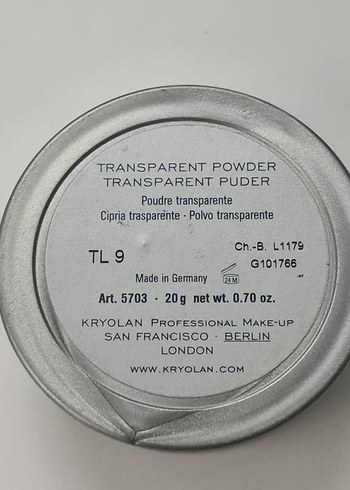 TRANSPARENT POWDER
TRANSPARENT PUDER
Poudre transparente
Cipria trasparente · Polvo transparente
TL 9
Ch.-B. L1179
G101766
Made in Germany 24 M
Art. 5703 · 20 g net wt. 0.70 oz.
KRYOLAN PROFESSIONAL MAKE-UP
SAN FRANCISCO · BERLIN
LONDON
WWW.KRYOLAN.COM